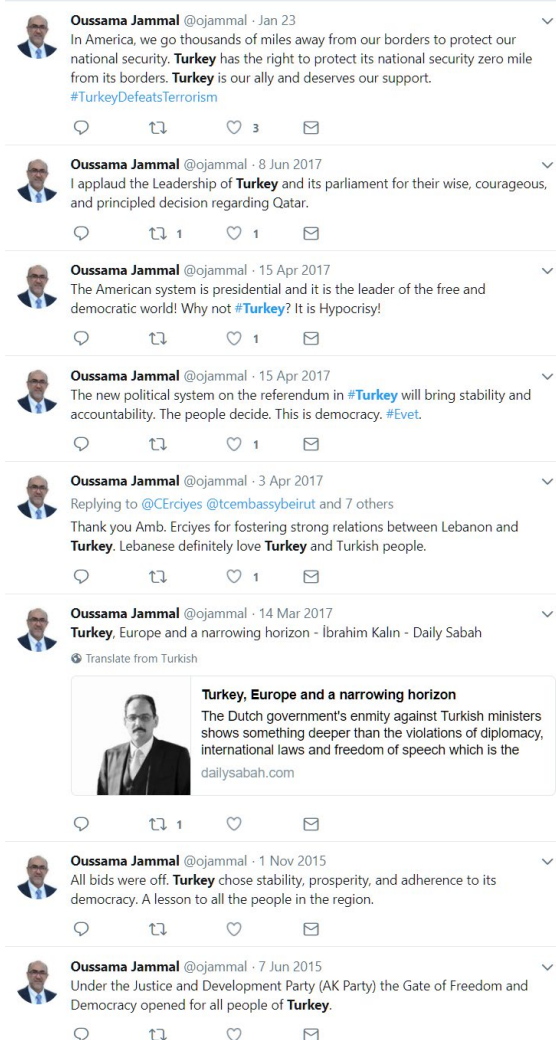 Oussama Jammal @ojammal · Jan 23
In America, we go thousands of miles away from our borders to protect our
national security. Turkey has the right to protect its national security zero mile
from its borders. Turkey is our ally and deserves our support.
#TurkeyDefeatsTerrorism
3
Oussama Jammal @ojammal · 8 Jun 2017
I applaud the Leadership of Turkey and its parliament for their wise, courageous,
and principled decision regarding Qatar.
1 1
Oussama Jammal @ojammal · 15 Apr 2017
The American system is presidential and it is the leader of the free and
democratic world! Why not #Turkey? It is Hypocrisy!
1
Oussama Jammal @ojammal · 15 Apr 2017
The new political system on the referendum in #Turkey will bring stability and
accountability. The people decide. This is democracy. #Evet.
1
Oussama Jammal @ojammal · 3 Apr 2017
Replying to @CErciyes @tcembassybeirut and 7 others
Thank you Amb. Erciyes for fostering strong relations between Lebanon and
Turkey. Lebanese definitely love Turkey and Turkish people.
1
Oussama Jammal @ojammal · 14 Mar 2017
Turkey, Europe and a narrowing horizon - İbrahim Kalın - Daily Sabah
Translate from Turkish
Turkey, Europe and a narrowing horizon
The Dutch government's enmity against Turkish ministers
shows something deeper than the violations of diplomacy,
international laws and freedom of speech which is the
dailysabah.com
1
Oussama Jammal @ojammal · 1 Nov 2015
All bids were off. Turkey chose stability, prosperity, and adherence to its
democracy. A lesson to all the people in the region.
Oussama Jammal @ojammal · 7 Jun 2015
Under the Justice and Development Party (AK Party) the Gate of Freedom and
Democracy opened for all people of Turkey.